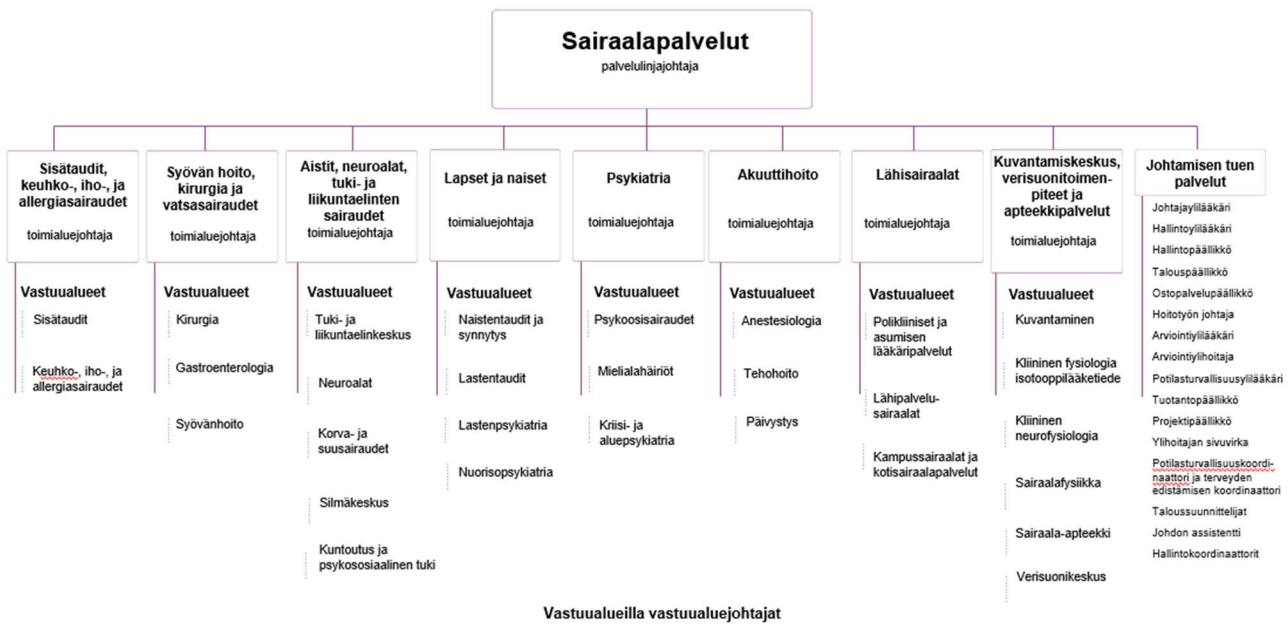 Sairaalapalvelut
palvelulinjajohtaja
Sisätaudit,
keuhko-, iho-, ja
allergiasairaudet
toimialuejohtaja
Vastuualueet
Sisätaudit
Keuhko-, iho-, ja
allergiasairaudet
Syövän hoito,
kirurgia ja
vatsasairaudet
toimialuejohtaja
Vastuualueet
Kirurgia
Gastroenterologia
Syövänhoito
Aistit, neuroalat,
tuki- ja
liikuntaelinten
sairaudet
toimialuejohtaja
Vastuualueet
Tuki- ja
liikuntaelinkeskus
Neuroalat
Korva- ja
suusairaudet
Silmäkeskus
Kuntoutus ja
psykososiaalinen tuki
Lapset ja naiset
toimialuejohtaja
Vastuualueet
Naistentaudit ja
synnytys
Lastentaudit
Lastenpsykiatria
Nuorisopsykiatria
Psykiatria
toimialuejohtaja
Vastuualueet
Psykoosisairaudet
Mielialahäiriöt
Kriisi- ja
aluepsykiatria
Akuuttihoito
toimialuejohtaja
Vastuualueet
Anestesiologia
Tehohoito
Päivystys
Lähisairaalat
toimialuejohtaja
Vastuualueet
Polikliiniset ja
asumisen
lääkäripalvelut
Lähipalvelu-
sairaalat
Kampussairaalat ja
kotisairaalapalvelut
Kuvantamiskeskus,
verisuonitoimen-
piteet ja
apteekkipalvelut
toimialuejohtaja
Vastuualueet
Kuvantaminen
Kliininen fysiologia
isotooppilääketiede
Kliininen
neurofysiologia
Sairaalafysiikka
Sairaala-apteekki
Verisuonikeskus
Johtamisen tuen
palvelut
Johtajaylilääkäri
Hallintoylilääkäri
Hallintopäällikkö
Talouspäällikkö
Ostopalvelupäällikkö
Hoitotyön johtaja
Arviointiylilääkäri
Arviointiylihoitaja
Potilasturvallisuusylilääkäri
Tuotantopäällikkö
Projektipäällikkö
Ylihoitajan sivuvirka
Potilasturvallisuuskoordi-
naattori ja terveyden
edistämisen koordinaattori
Taloussuunnittelijat
Johdon assistentti
Hallintokoordinaattorit
Vastuualueilla vastuualuejohtajat